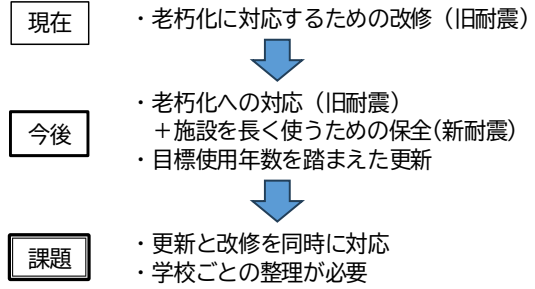 現在
・老朽化に対応するための改修（旧耐震）
今後
・老朽化への対応（旧耐震）
＋施設を長く使うための保全(新耐震)
・目標使用年数を踏まえた更新
課題
・更新と改修を同時に対応
・学校ごとの整理が必要